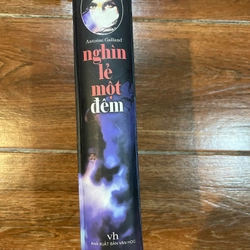 Antoine Galland
nghìn
lẻ
một
đêm
vh
NHÀ XUẤT BẢN VĂN HỌC